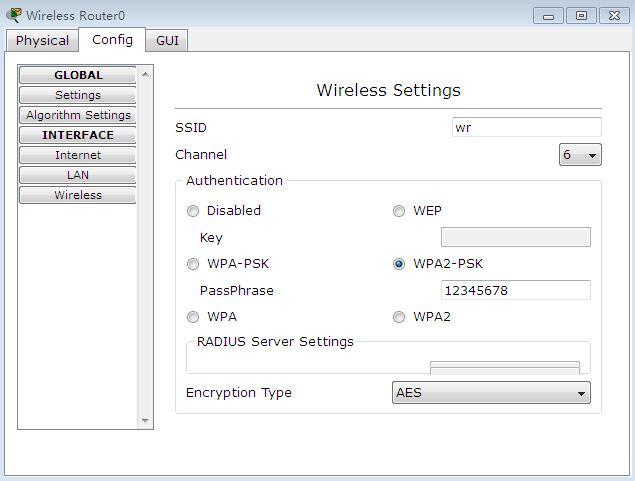 Wireless Router0
Physical Config GUI
GLOBAL
Settings
Algorithm Settings
INTERFACE
Internet
LAN
Wireless
Wireless Settings
SSID wr
Channel 6
Authentication
Disabled WEP
Key
WPA-PSK WPA2-PSK
PassPhrase 12345678
WPA WPA2
RADIUS Server Settings
Encryption Type AES